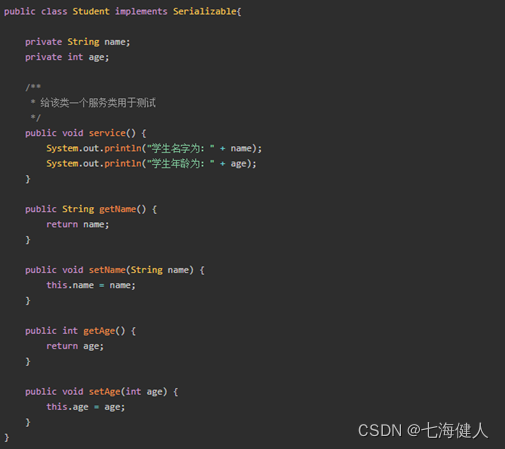 public class Student implements Serializable{
private String name;
private int age;
/**
* 给该类一个服务类用于测试
*/
public void service() {
System.out.println("学生名字为: " + name);
System.out.println("学生年龄为: " + age);
}
public String getName() {
return name;
}
public void setName(String name) {
this.name = name;
}
public int getAge() {
return age;
}
public void setAge(int age) {
this.age = age;
}
}
CSDN @七海健人